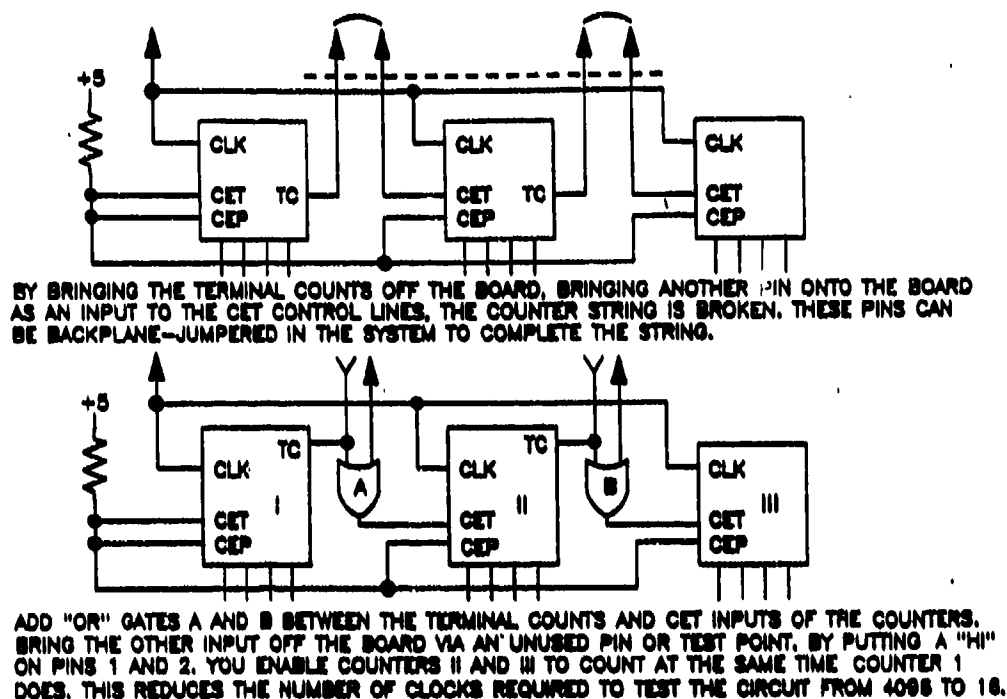 +5
CLK
CET TC
CEP
CLK
CET TC
CEP
CLK
CET
CEP
BY BRINGING THE TERMINAL COUNTS OFF THE BOARD, BRINGING ANOTHER PIN ONTO THE BOARD
AS AN INPUT TO THE CET CONTROL LINES, THE COUNTER STRING IS BROKEN. THESE PINS CAN
BE BACKPLANE-JUMPERED IN THE SYSTEM TO COMPLETE THE STRING.
+5
TC
CLK
I
CET
CEP
A
TC
CLK
II
CET
CEP
B
CLK
III
CET
CEP
ADD "OR" GATES A AND B BETWEEN THE TERMINAL COUNTS AND CET INPUTS OF THE COUNTERS.
BRING THE OTHER INPUT OFF THE BOARD VIA AN UNUSED PIN OR TEST POINT. BY PUTTING A "HI"
ON PINS 1 AND 2, YOU ENABLE COUNTERS II AND III TO COUNT AT THE SAME TIME COUNTER 1
DOES. THIS REDUCES THE NUMBER OF CLOCKS REQUIRED TO TEST THE CIRCUIT FROM 4096 TO 16